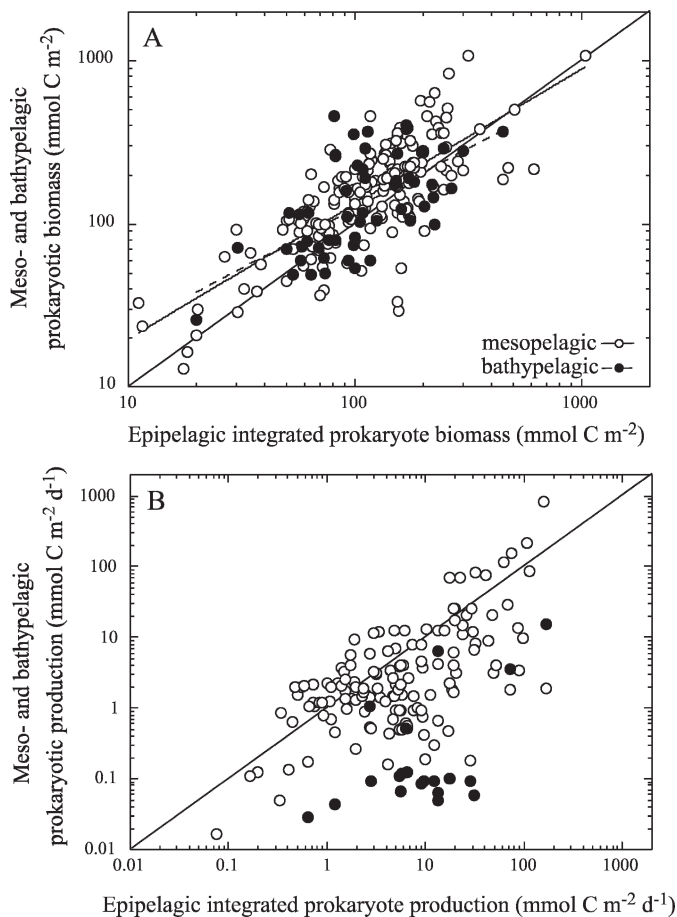 A
1000
100
10
10
100
1000
Meso- and bathypelagic
prokaryotic biomass (mmol C m-2)
mesopelagic
bathypelagic
Epipelagic integrated prokaryote biomass (mmol C m-2)
B
1000
100
10
1
0.1
0.01
0.01
0.1
1
10
100
1000
Meso- and bathypelagic
prokaryotic production (mmol C m-2 d-1)
Epipelagic integrated prokaryote production (mmol C m-2 d-1)